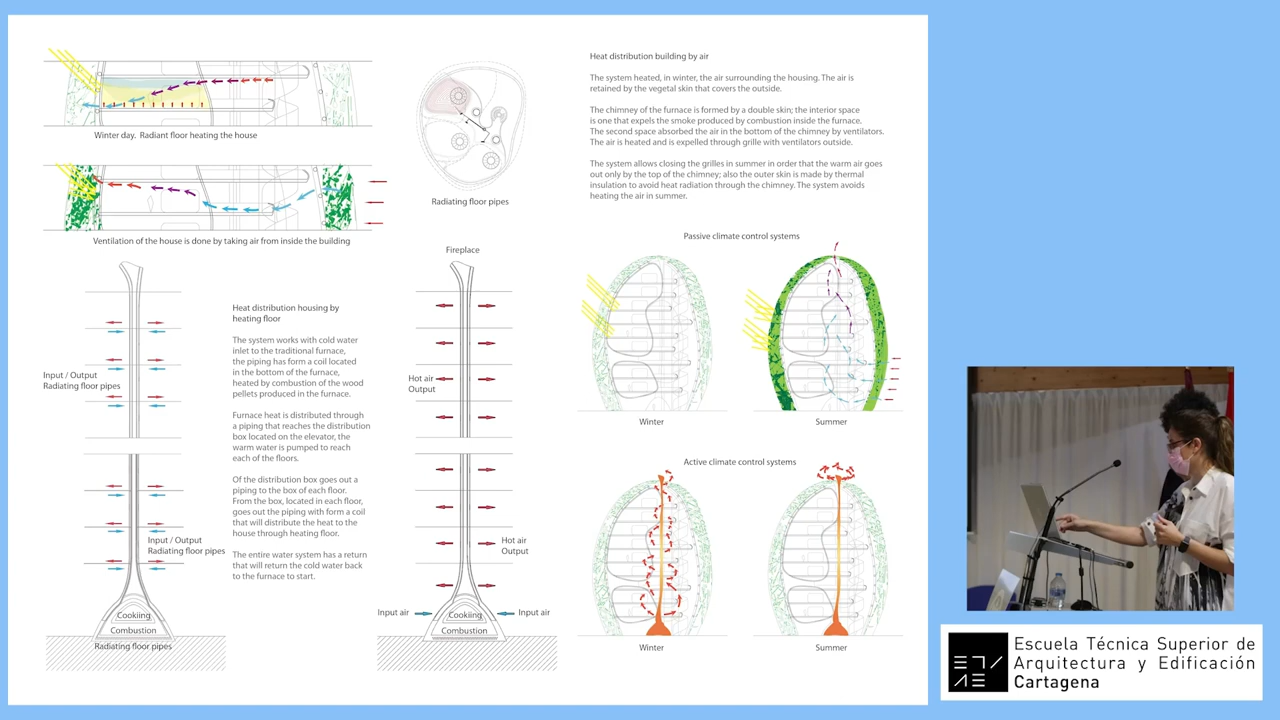 Winter day.  Radiant floor heating the house
Ventilation of the house is done by taking air from inside the building
Radiating floor pipes
Heat distribution building by air
The system heated, in winter, the air surrounding the housing. The air is
retained by the vegetal skin that covers the outside.
The chimney of the furnace is formed by a double skin; the interior space
is one that expels the smoke produced by combustion inside the furnace.
The second space absorbed the air in the bottom of the chimney by ventilators.
The air is heated and is expelled through grille with ventilators outside.
The system allows closing the grilles in summer in order that the warm air goes
out only by the top of the chimney; also the outer skin is made by thermal
insulation to avoid heat radiation through the chimney. The system avoids
heating the air in summer.
Input / Output
Radiating floor pipes
Input / Output
Radiating floor pipes
Cookiing
Combustion
Radiating floor pipes
Heat distribution housing by
heating floor
The system works with cold water
inlet to the traditional furnace,
the piping has form a coil located
in the bottom of the furnace,
heated by combustion of the wood
pellets produced in the furnace.
Furnace heat is distributed through
a piping that reaches the distribution
box located on the elevator, the
warm water is pumped to reach
each of the floors.
Of the distribution box goes out a
piping to the box of each floor.
From the box, located in each floor,
goes out the piping with form a coil
that will distribute the heat to the
house through heating floor.
The entire water system has a return
that will return the cold water back
to the furnace to start.
Fireplace
Hot air
Output
Hot air
Output
Input air
Input air
Cookiing
Combustion
Passive climate control systems
Winter
Summer
Active climate control systems
Winter
Summer
Escuela Técnica Superior de
Arquitectura y Edificación
Cartagena